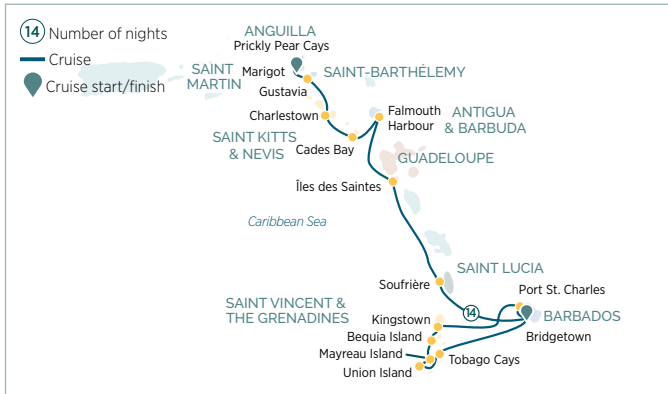 14 Number of nights
Cruise
Cruise start/finish
ANGUILLA
Prickly Pear Cays
SAINT
MARTIN
Marigot
SAINT-BARTHÉLEMY
Gustavia
Charlestown
Falmouth
Harbour
ANTIGUA
& BARBUDA
SAINT KITTS
& NEVIS
Cades Bay
GUADELOUPE
Îles des Saintes
Caribbean Sea
SAINT LUCIA
Soufrière
Port St. Charles
SAINT VINCENT &
THE GRENADINES
Kingstown
14
BARBADOS
Bequia Island
Bridgetown
Mayreau Island
Tobago Cays
Union Island